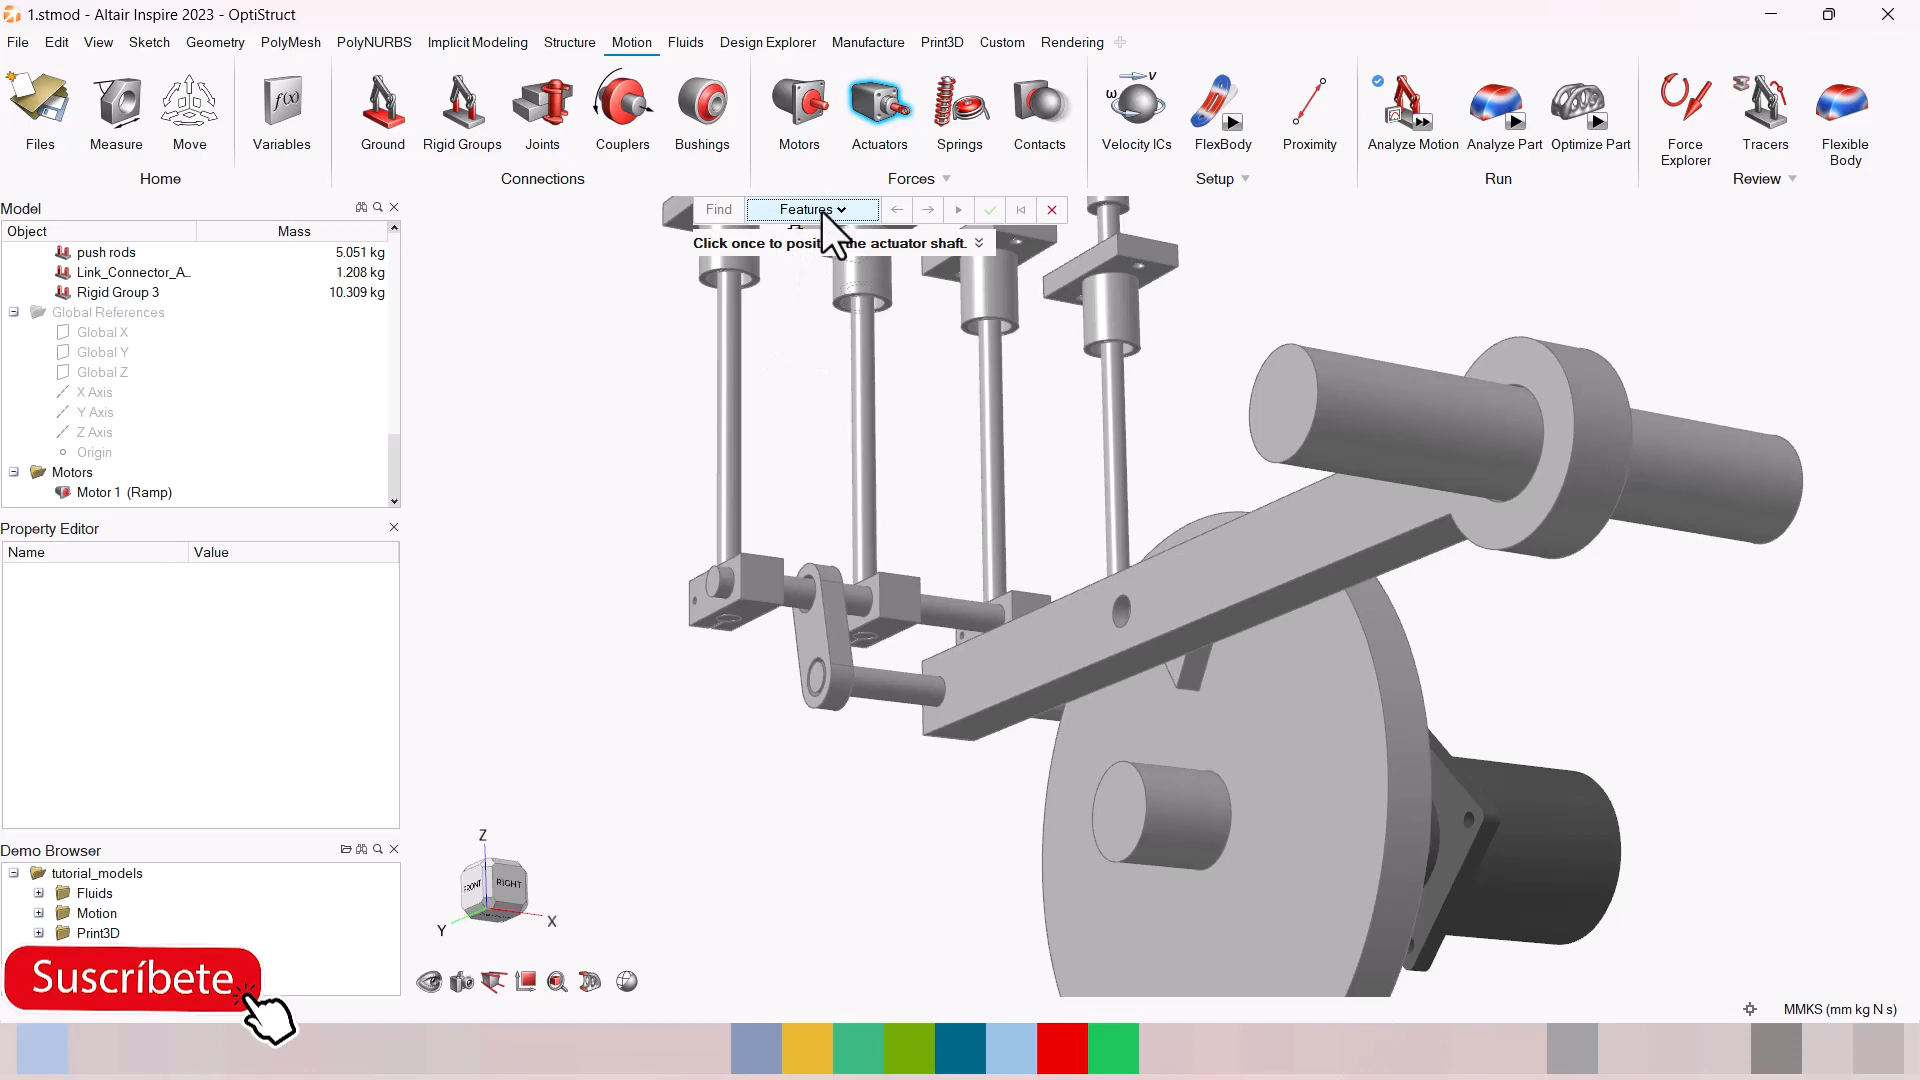 1.stmod - Altair Inspire 2023 - OptiStruct
File Edit View Sketch Geometry PolyMesh PolyNURBS Implicit Modeling Structure Motion Fluids Design Explorer Manufacture Print3D Custom Rendering
f(x)
v
ω
Files Measure Move Variables Ground Rigid Groups Joints Couplers Bushings Motors Actuators Springs Contacts Velocity ICs FlexBody Proximity Analyze Motion Analyze Part Optimize Part Force Explorer Tracers Flexible Body
Home Connections Forces Setup Run Review
Model
Object Mass
push rods 5.051 kg
Link_Connector_A... 1.208 kg
Rigid Group 3 10.309 kg
Global References
Global X
Global Y
Global Z
X Axis
Y Axis
Z Axis
Origin
Motors
Motor 1 (Ramp)
Find Features
Click once to posit he actuator shaft.
Property Editor
Name Value
Demo Browser
tutorial_models
Fluids
Motion
Print3D
Suscríbete
Z
FRONT RIGHT
Y X
MMKS (mm kg N s)